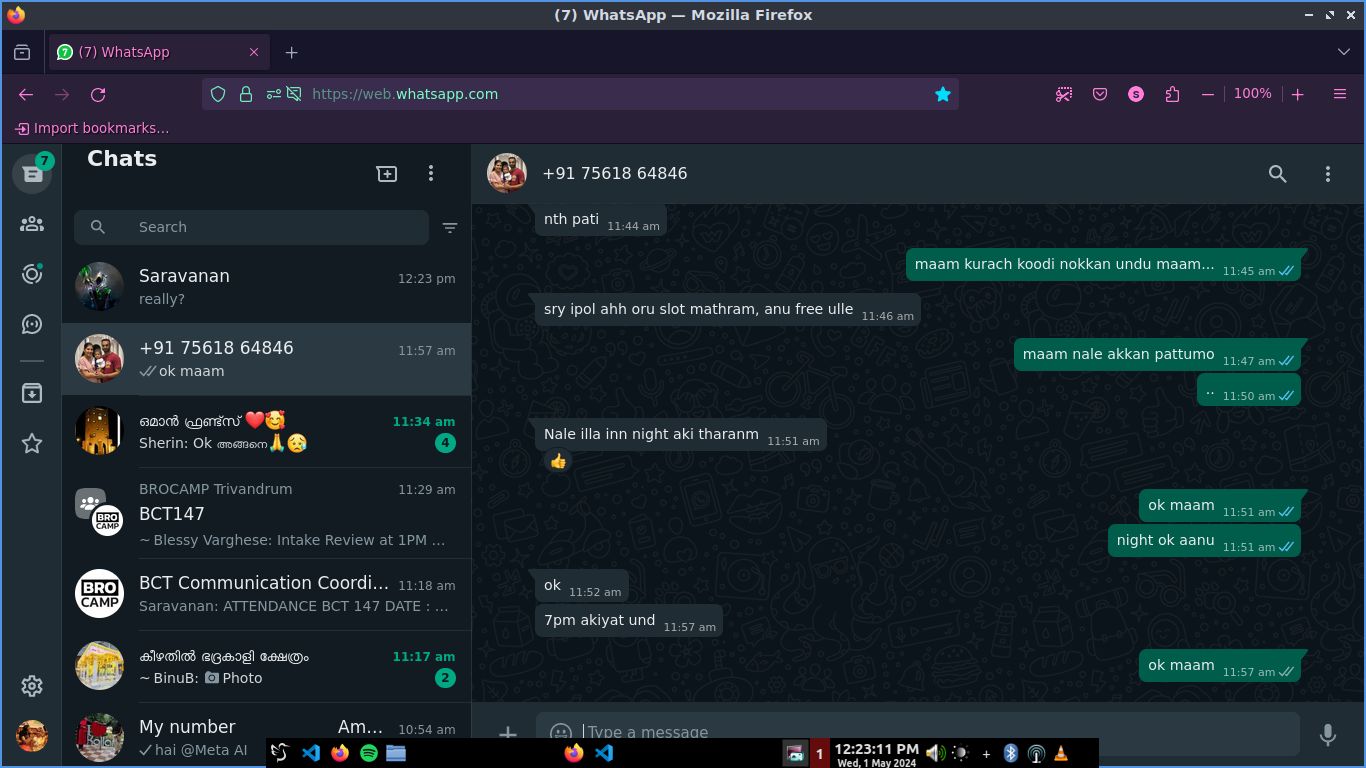 (7) WhatsApp — Mozilla Firefox
7 (7) WhatsApp
https://web.whatsapp.com
S
100%
Import bookmarks...
7
Chats
Search
Saravanan 12:23 pm
really?
+91 75618 64846 11:57 am
ok maam
ഒമാൻ ഫ്രണ്ട്സ് ❤️🥰 11:34 am
Sherin: Ok അങ്ങനെ🙏😥 4
BROCAMP Trivandrum 11:29 am
BCT147
BRO
CAMP
~ Blessy Varghese: Intake Review at 1PM ...
BRO
CAMP
BCT Communication Coordi... 11:18 am
Saravanan: ATTENDANCE BCT 147 DATE : ...
കീഴതിൽ ഭദ്രകാളി ക്ഷേത്രം 11:17 am
~ BinuB: Photo 2
My number Am... 10:54 am
hai @Meta AI
+91 75618 64846
nth pati 11:44 am
maam kurach koodi nokkan undu maam... 11:45 am
sry ipol ahh oru slot mathram, anu free ulle 11:46 am
maam nale akkan pattumo 11:47 am
.. 11:50 am
Nale illa inn night aki tharanm 11:51 am
👍
ok maam 11:51 am
night ok aanu 11:51 am
ok 11:52 am
7pm akiyat und 11:57 am
ok maam 11:57 am
Type a message
1 12:23:11 PM
Wed, 1 May 2024